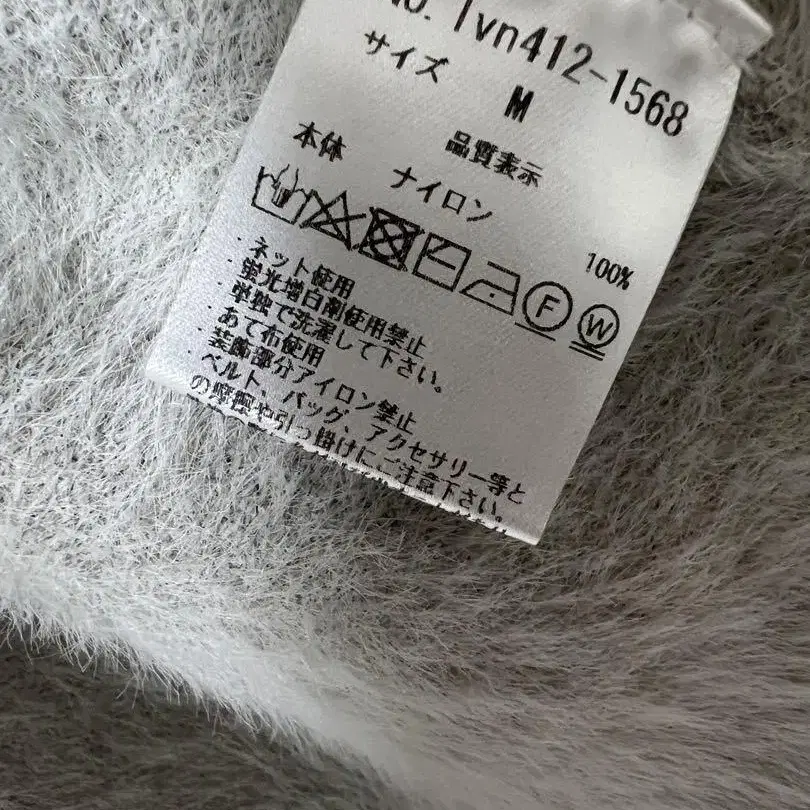 No. lvn412-1568
サイズ M
品質表示
本体 ナイロン 100%
F W
・ネット使用
・蛍光増白剤使用禁止
・単独で洗濯して下さい。
・あて布使用
・装飾部分アイロン禁止
・ベルト、バッグ、アクセサリー等と
の摩擦や引っ掛けにご注意下さい。